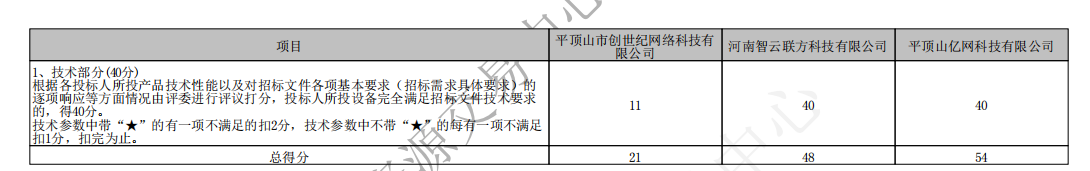 项目
平顶山市创世纪网络科技有
限公司
河南智云联方科技有限公司
平顶山亿网科技有限公司
1、技术部分(40分)
根据各投标人所投产品技术性能以及对招标文件各项基本要求（招标需求具体要求）的
逐项响应等方面情况由评委进行评议打分，投标人所投设备完全满足招标文件技术要求
的，得40分。
技术参数中带“★”的有一项不满足的扣2分，技术参数中不带“★”的每有一项不满足
扣1分，扣完为止。
11
40
40
总得分
21
48
54
源交易中心
中心